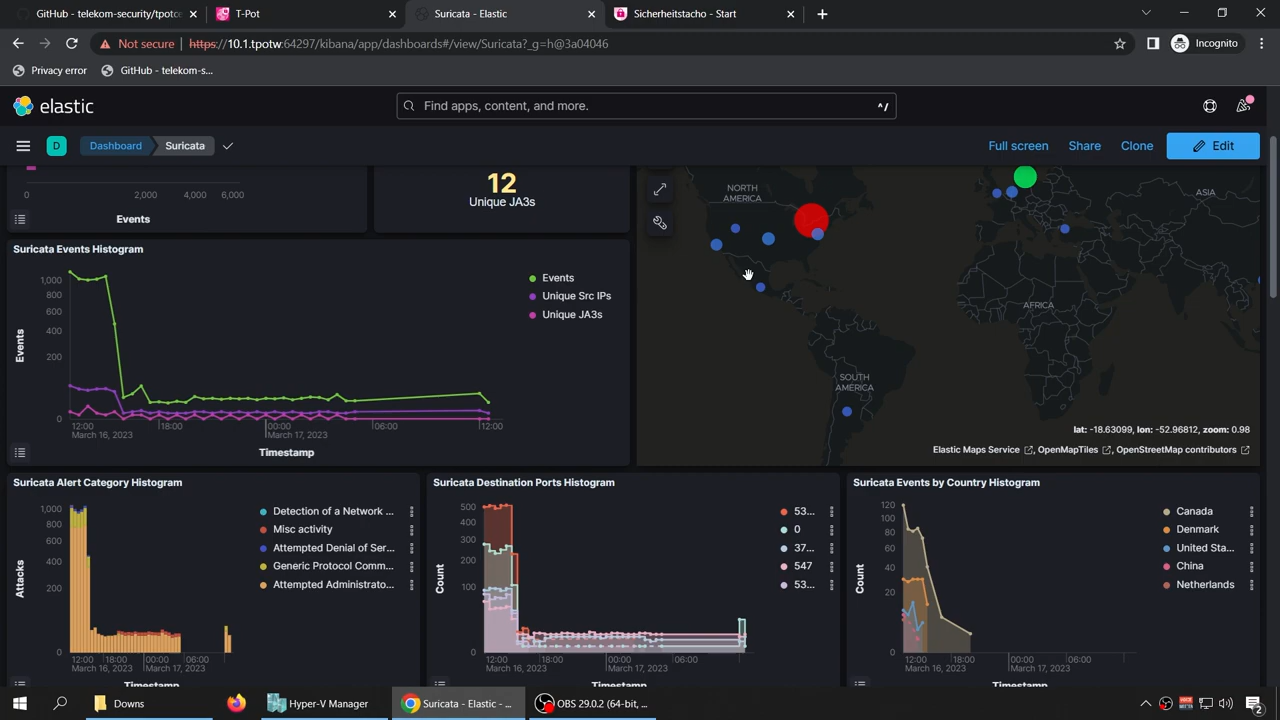 GitHub - telekom-security/tpotce
T-Pot
Suricata - Elastic
Sicherheitstacho - Start
Not secure
https://10.1.tpotw:64297/kibana/app/dashboards#/view/Suricata?_g=h@3a04046
Incognito
Privacy error
GitHub - telekom-s...
elastic
Find apps, content, and more.
^/
D
Dashboard
Suricata
Full screen
Share
Clone
Edit
0
2,000
4,000
6,000
Events
12
Unique JA3s
NORTH
AMERICA
ASIA
AFRICA
SOUTH
AMERICA
lat: -18.63099, lon: -52.96812, zoom: 0.98
Elastic Maps Service , OpenMapTiles , OpenStreetMap contributors
Suricata Events Histogram
Events
1,000
800
600
400
200
0
12:00
March 16, 2023
18:00
00:00
March 17, 2023
06:00
12:00
Timestamp
Events
Unique Src IPs
Unique JA3s
Suricata Alert Category Histogram
Attacks
1,000
800
600
400
200
0
12:00
March 16, 2023
18:00
00:00
March 17, 2023
06:00
Timestamp
Detection of a Network ...
Misc activity
Attempted Denial of Ser...
Generic Protocol Comm...
Attempted Administrato...
Suricata Destination Ports Histogram
Count
500
400
300
200
100
0
12:00
March 16, 2023
18:00
00:00
March 17, 2023
06:00
Timestamp
53...
0
37...
547
53...
Suricata Events by Country Histogram
Count
120
100
80
60
40
20
0
12:00
March 16, 2023
18:00
00:00
March 17, 2023
06:00
Timestamp
Canada
Denmark
United Sta...
China
Netherlands
Downs
Hyper-V Manager
Suricata - Elastic - ...
OBS 29.0.2 (64-bit, ...
2